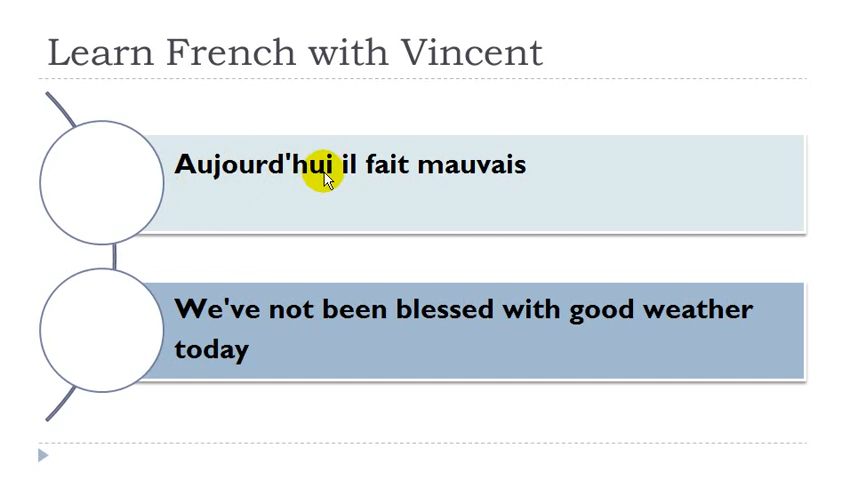 Learn French with Vincent
Aujourd'hui il fait mauvais
We've not been blessed with good weather
today